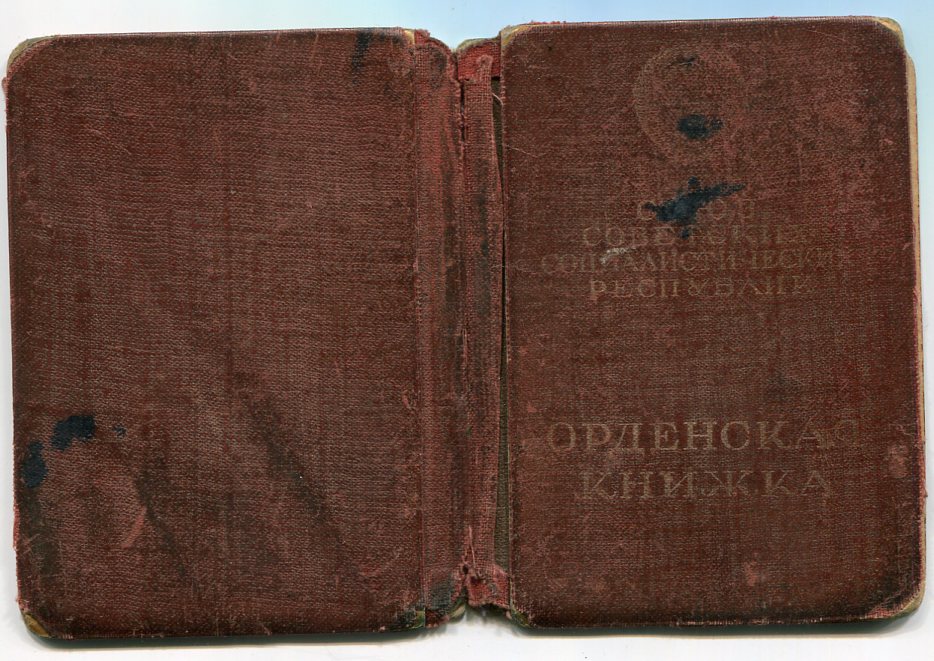 СОЮЗ
СОВЕТСКИХ
СОЦИАЛИСТИЧЕСКИХ
РЕСПУБЛИК
ОРДЕНСКАЯ
КНИЖКА